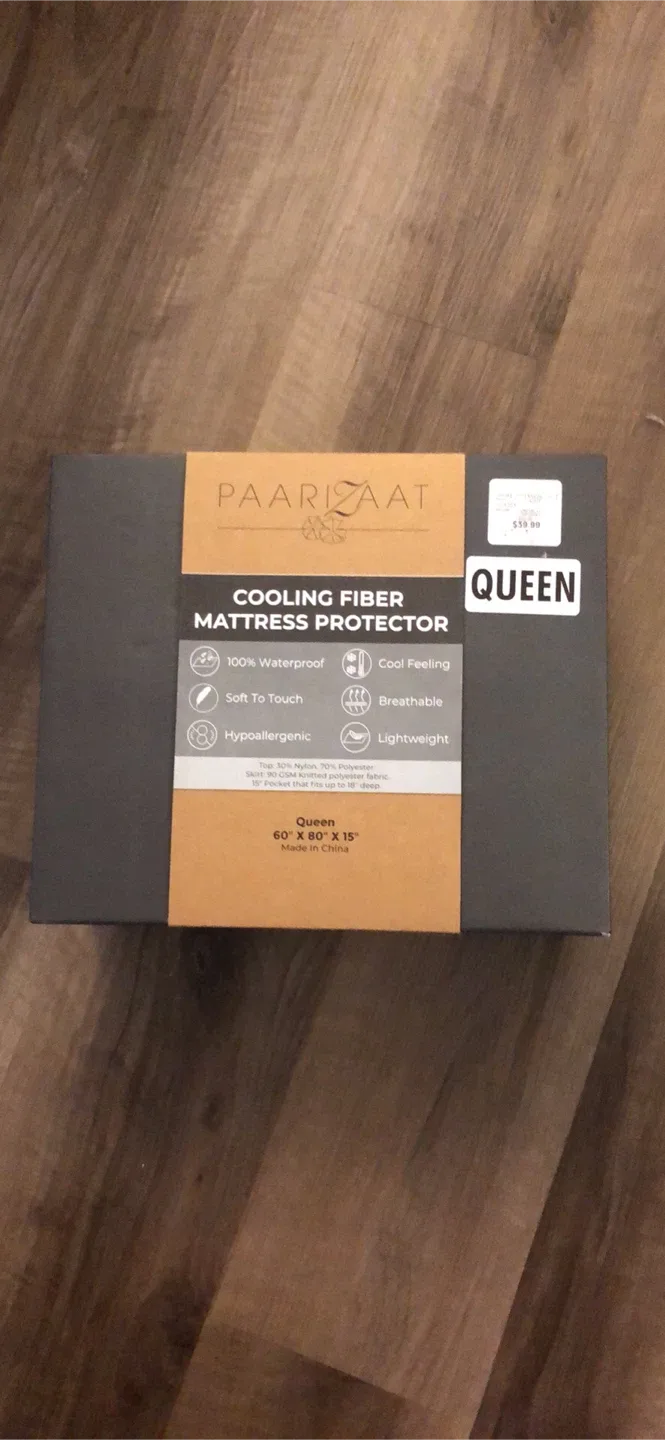 PAARIZAAT
$39.99
QUEEN
COOLING FIBER
MATTRESS PROTECTOR
100% Waterproof
Cool Feeling
Soft To Touch
Breathable
Hypoallergenic
Lightweight
Top: 30% Nylon, 70% Polyester
Skirt: 90 GSM Knitted polyester fabric.
15" Pocket that fits up to 18" deep.
Queen
60" X 80" X 15"
Made In China